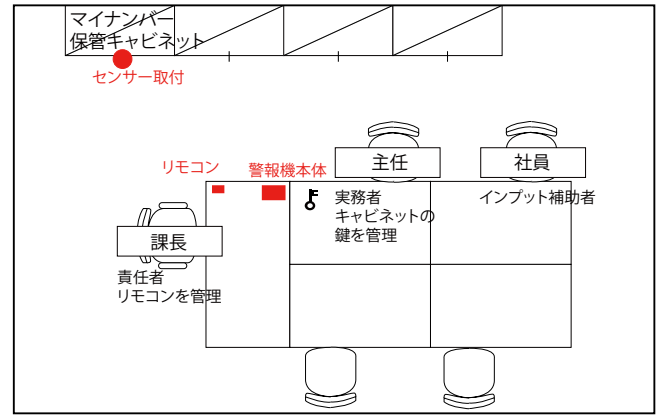 マイナンバー
保管キャビネット
センサー取付
リモコン
警報機本体
主任
社員
実務者
キャビネットの
鍵を管理
インプット補助者
課長
責任者
リモコンを管理